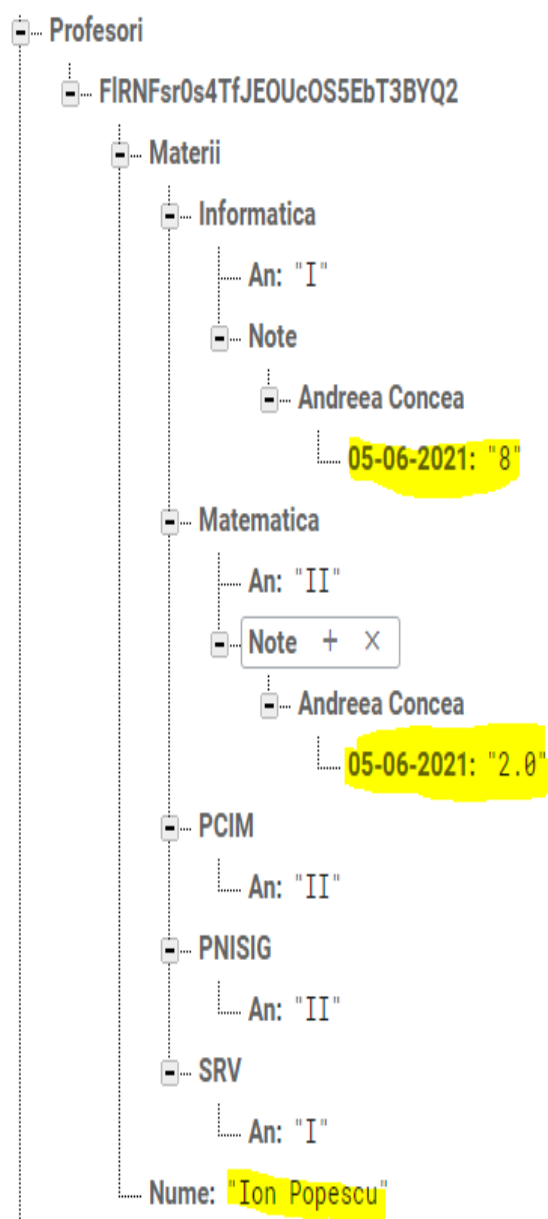 Profesori
FlRNFsr0s4TfJEOUcOS5EbT3BYQ2
Materii
Informatica
An: "I"
Note
Andreea Concea
05-06-2021: "8"
Matematica
An: "II"
Note + ×
Andreea Concea
05-06-2021: "2.0"
PCIM
An: "II"
PNISIG
An: "II"
SRV
An: "I"
Nume: "Ion Popescu"